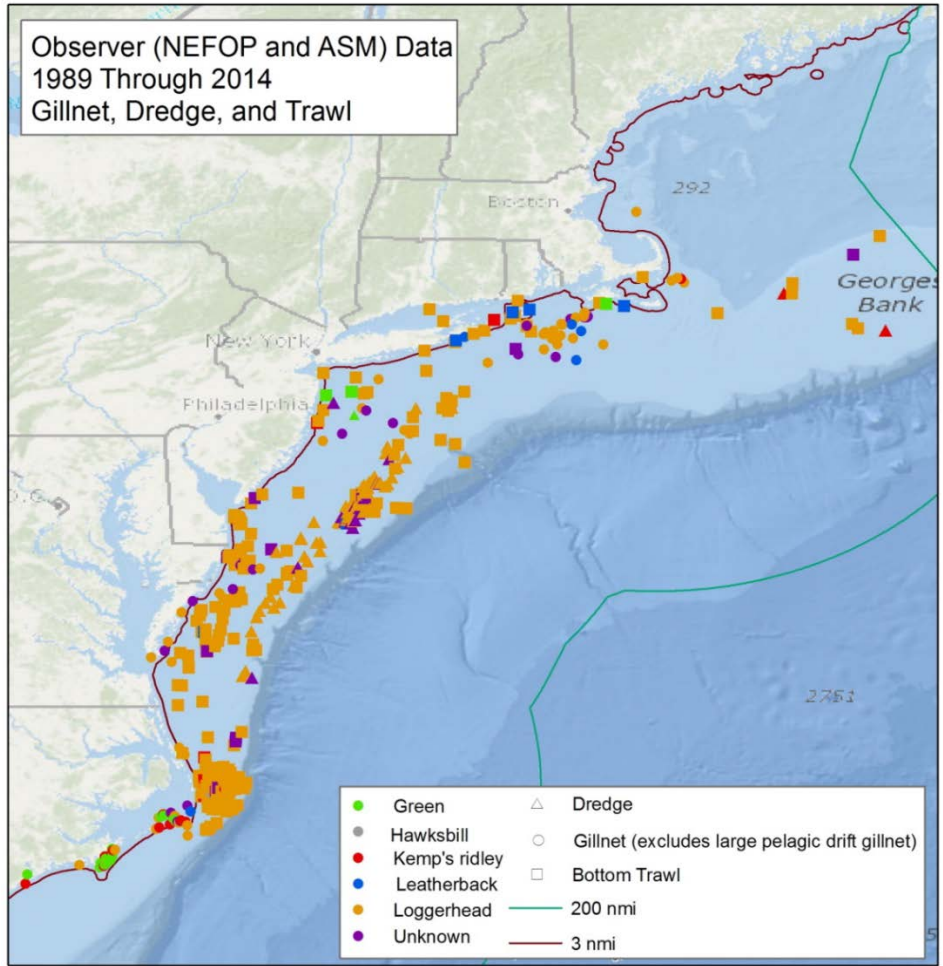 Observer (NEFOP and ASM) Data
1989 Through 2014
Gillnet, Dredge, and Trawl
292
Boston
Georges
Bank
New York
Philadelphia
D.C.
2751
Green
Hawksbill
Kemp's ridley
Leatherback
Loggerhead
Unknown
Dredge
Gillnet (excludes large pelagic drift gillnet)
Bottom Trawl
200 nmi
3 nmi